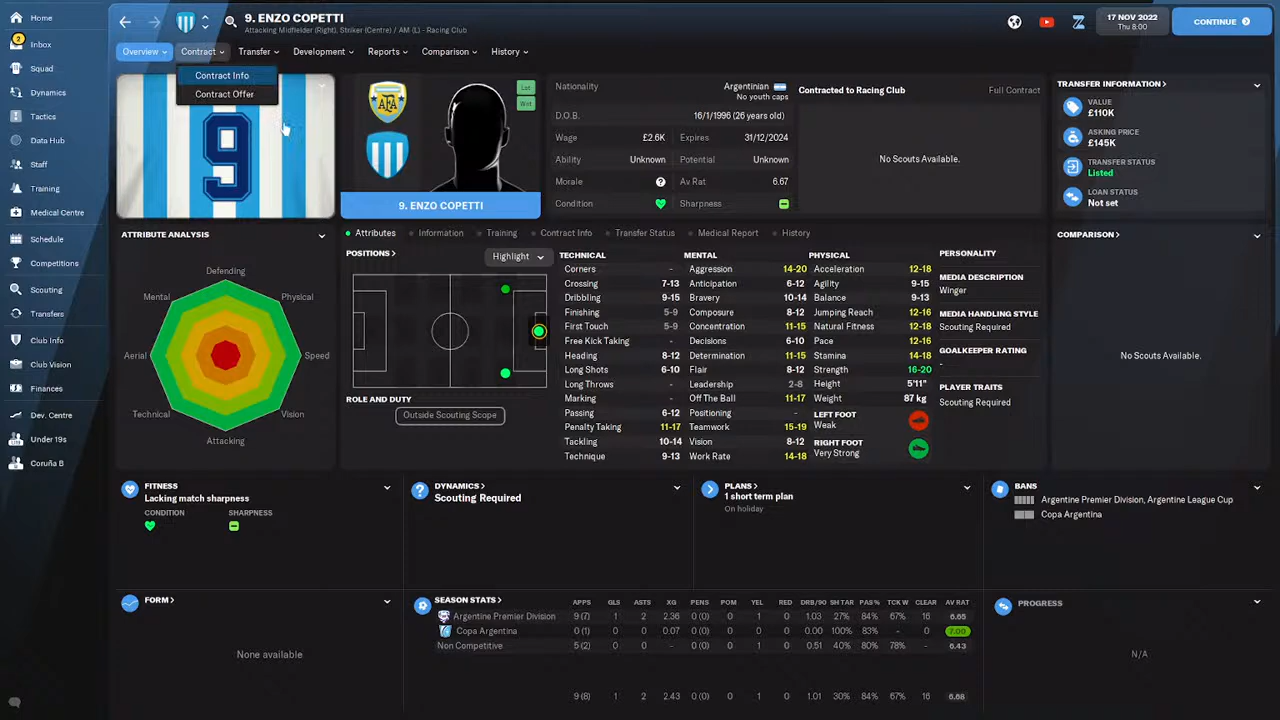 Home
2
Inbox
Squad
Dynamics
Tactics
Data Hub
Staff
Training
Medical Centre
Schedule
Competitions
Scouting
Transfers
Club Info
Club Vision
Finances
Dev. Centre
Under 19s
Coruña B
9. ENZO COPETTI
Attacking Midfielder (Right), Striker (Centre) / AM (L) - Racing Club
17 NOV 2022
Thu 8:00
CONTINUE
Overview Contract Transfer Development Reports Comparison History
Contract Info
Contract Offer
9
AFA
Lst
Wnt
9. ENZO COPETTI
Nationality Argentinian
No youth caps
D.O.B. 16/1/1996 (26 years old)
Wage £2.6K Expires 31/12/2024
Ability Unknown Potential Unknown
Morale ? Av Rat 6.67
Condition Sharpness
Contracted to Racing Club Full Contract
No Scouts Available.
TRANSFER INFORMATION >
VALUE
£110K
ASKING PRICE
£145K
TRANSFER STATUS
Listed
LOAN STATUS
Not set
ATTRIBUTE ANALYSIS
Defending
Mental Physical
Aerial Speed
Technical Vision
Attacking
Attributes Information Training Contract Info Transfer Status Medical Report History
POSITIONS > Highlight
ROLE AND DUTY
Outside Scouting Scope
TECHNICAL
Corners -
Crossing 7-13
Dribbling 9-15
Finishing 5-9
First Touch 5-9
Free Kick Taking -
Heading 8-12
Long Shots 6-10
Long Throws -
Marking -
Passing 6-12
Penalty Taking 11-17
Tackling 10-14
Technique 9-13
MENTAL
Aggression 14-20
Anticipation 6-12
Bravery 10-14
Composure 8-12
Concentration 11-15
Decisions 6-10
Determination 11-15
Flair 8-12
Leadership 2-8
Off The Ball 11-17
Positioning -
Teamwork 15-19
Vision 8-12
Work Rate 14-18
PHYSICAL
Acceleration 12-18
Agility 9-15
Balance 9-13
Jumping Reach 12-16
Natural Fitness 12-18
Pace 12-16
Stamina 14-18
Strength 16-20
Height 5'11"
Weight 87 kg
LEFT FOOT
Weak
RIGHT FOOT
Very Strong
PERSONALITY
MEDIA DESCRIPTION
Winger
MEDIA HANDLING STYLE
Scouting Required
GOALKEEPER RATING
-
PLAYER TRAITS
Scouting Required
COMPARISON >
No Scouts Available.
FITNESS
Lacking match sharpness
CONDITION SHARPNESS
DYNAMICS >
Scouting Required
PLANS >
1 short term plan
On holiday
BANS
Argentine Premier Division, Argentine League Cup
Copa Argentina
FORM >
None available
SEASON STATS > APPS GLS ASTS XG PENS POM YEL RED DRB/90 SH TAR PAS% TCK W CLEAR AV RAT
Argentine Premier Division 9 (7) 1 2 2.36 0 (0) 0 1 0 1.03 27% 84% 67% 16 6.65
Copa Argentina 0 (1) 0 0 0.07 0 (0) 0 0 0 0.00 100% 83% - 0 7.00
Non Competitive 5 (2) 0 0 - 0 (0) 0 0 0 0.51 40% 80% 78% - 6.43
9 (8) 1 2 2.43 0 (0) 0 1 0 1.01 30% 84% 67% 16 6.68
PROGRESS
N/A